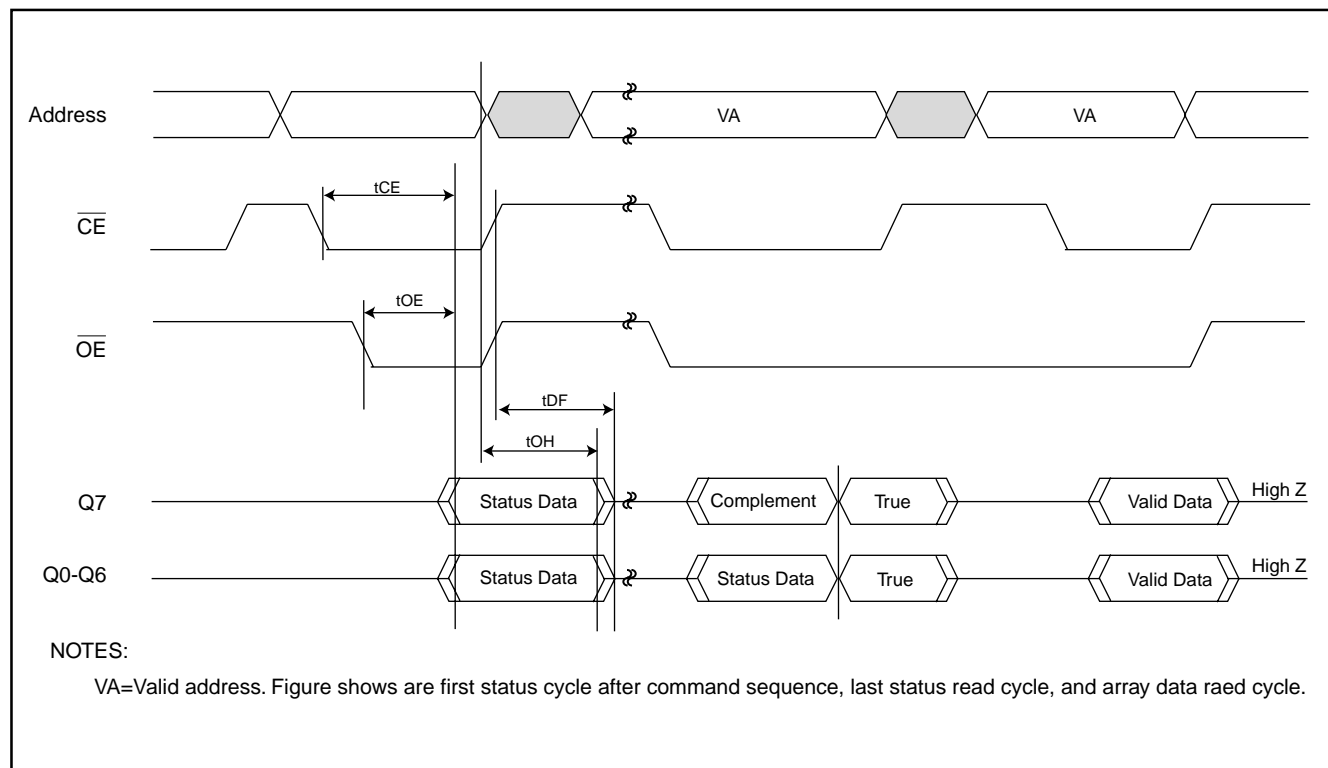 Address
VA
VA
tCE
CE
tOE
OE
tDF
tOH
Q7
Status Data
Complement
True
Valid Data
High Z
Q0-Q6
Status Data
Status Data
True
Valid Data
High Z
NOTES:
VA=Valid address. Figure shows are first status cycle after command sequence, last status read cycle, and array data raed cycle.